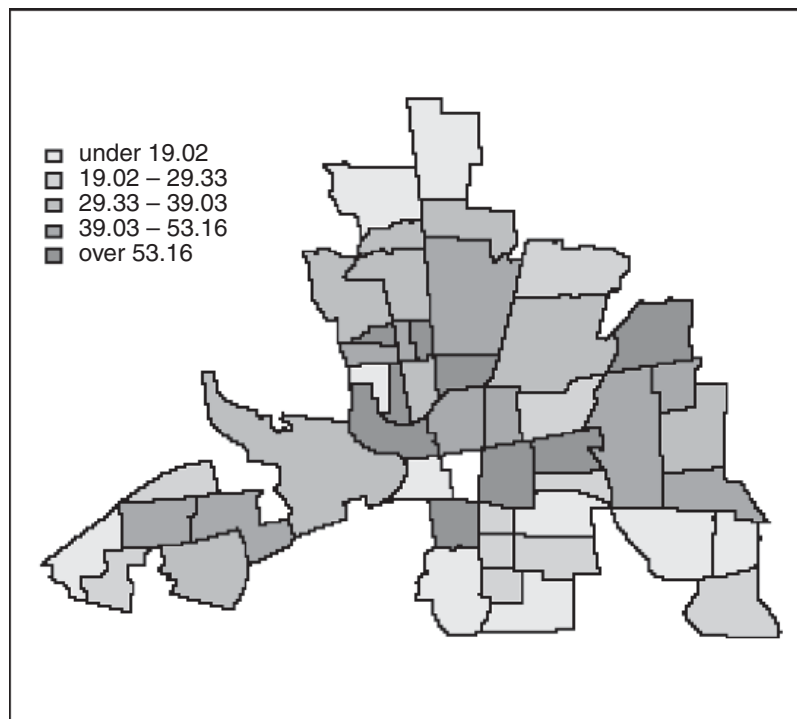 under 19.02
19.02 – 29.33
29.33 – 39.03
39.03 – 53.16
over 53.16